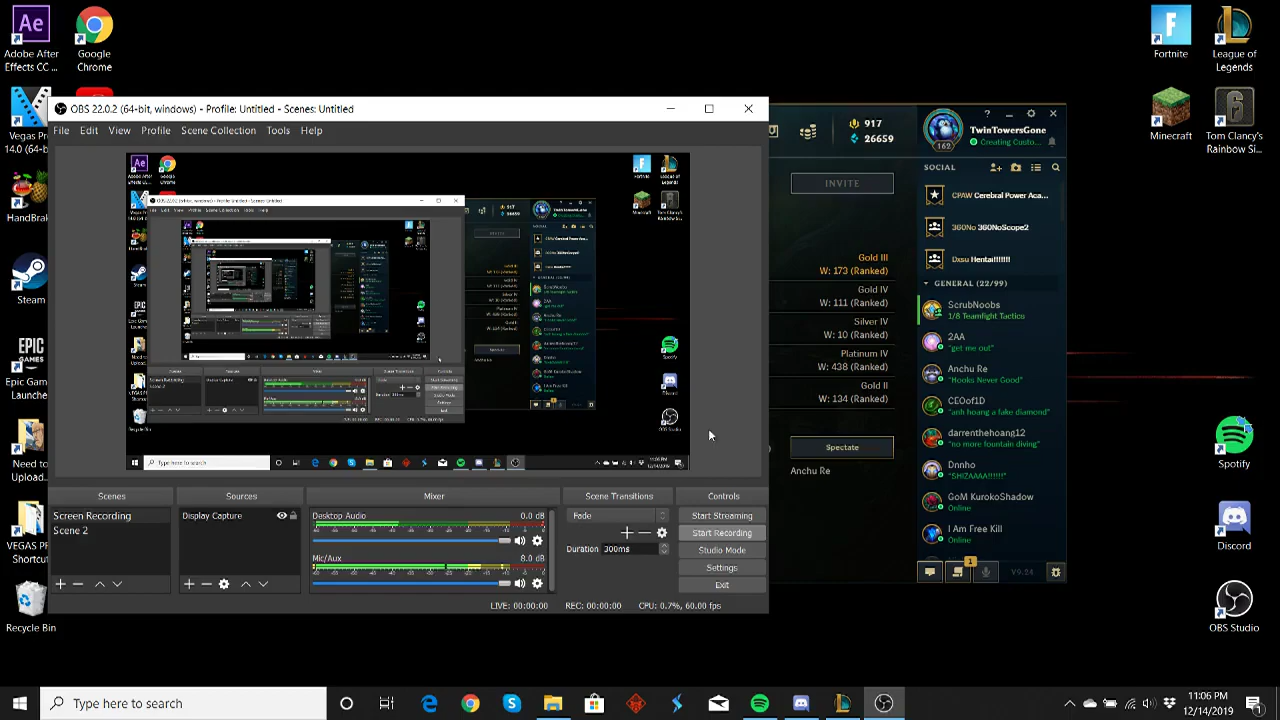 Adobe After
Effects CC ...
Google
Chrome
Vegas Pro
14.0 (64-b
HandBrak
Steam
Epic Games
Launcher
Need to
Upload...
VEGAS P
Shortcut
Recycle Bin
Fortnite
League of
Legends
Minecraft
Tom Clancy's
Rainbow Si...
Spotify
Discord
OBS Studio
OBS 22.0.2 (64-bit, windows) - Profile: Untitled - Scenes: Untitled
File Edit View Profile Scene Collection Tools Help
Scenes
Screen Recording
Scene 2
Sources
Display Capture
Mixer
Desktop Audio 0.0 dB
Mic/Aux 8.0 dB
Scene Transitions
Fade
Duration 300ms
Controls
Start Streaming
Start Recording
Studio Mode
Settings
Exit
LIVE: 00:00:00 REC: 00:00:00 CPU: 0.7%, 60.00 fps
917
26659
INVITE
Gold III
W: 173 (Ranked)
Gold IV
W: 111 (Ranked)
Silver IV
W: 10 (Ranked)
Platinum IV
W: 438 (Ranked)
Gold II
W: 134 (Ranked)
Spectate
Anchu Re
162
TwinTowersGone
Creating Custo...
SOCIAL
CPAW Cerebral Power Aca...
360No 360NoScope2
Dxsu Hentai!!!!!!!
GENERAL (22/99)
ScrubNoobs
1/8 Teamfight Tactics
2AA
"get me out"
Anchu Re
"Hooks Never Good"
CEOof1D
"anh hoang a fake diamond"
darrenthehoang12
"no more fountain diving"
Dnnho
"SHIZAAAA!!!!!!"
GoM KurokoShadow
Online
I Am Free Kill
Online
1
V9.24
Type here to search
11:06 PM
12/14/2019